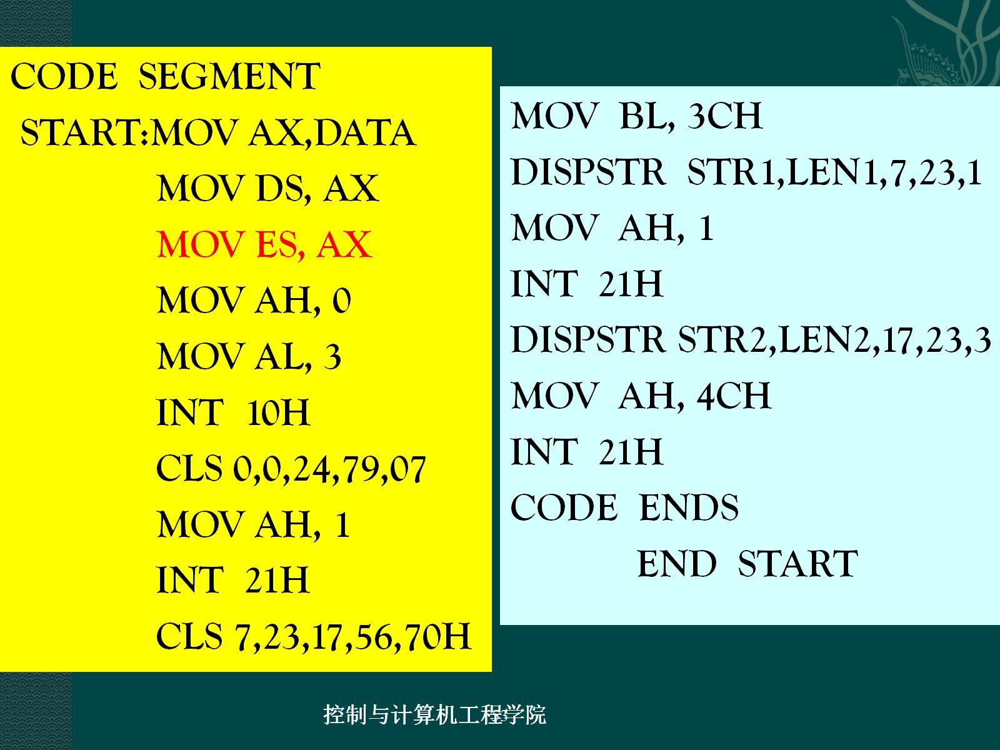 CODE SEGMENT
START:MOV AX,DATA
MOV DS, AX
MOV ES, AX
MOV AH, 0
MOV AL, 3
INT 10H
CLS 0,0,24,79,07
MOV AH, 1
INT 21H
CLS 7,23,17,56,70H
MOV BL, 3CH
DISPSTR STR1,LEN1,7,23,1
MOV AH, 1
INT 21H
DISPSTR STR2,LEN2,17,23,3
MOV AH, 4CH
INT 21H
CODE ENDS
END START
控制与计算机工程学院